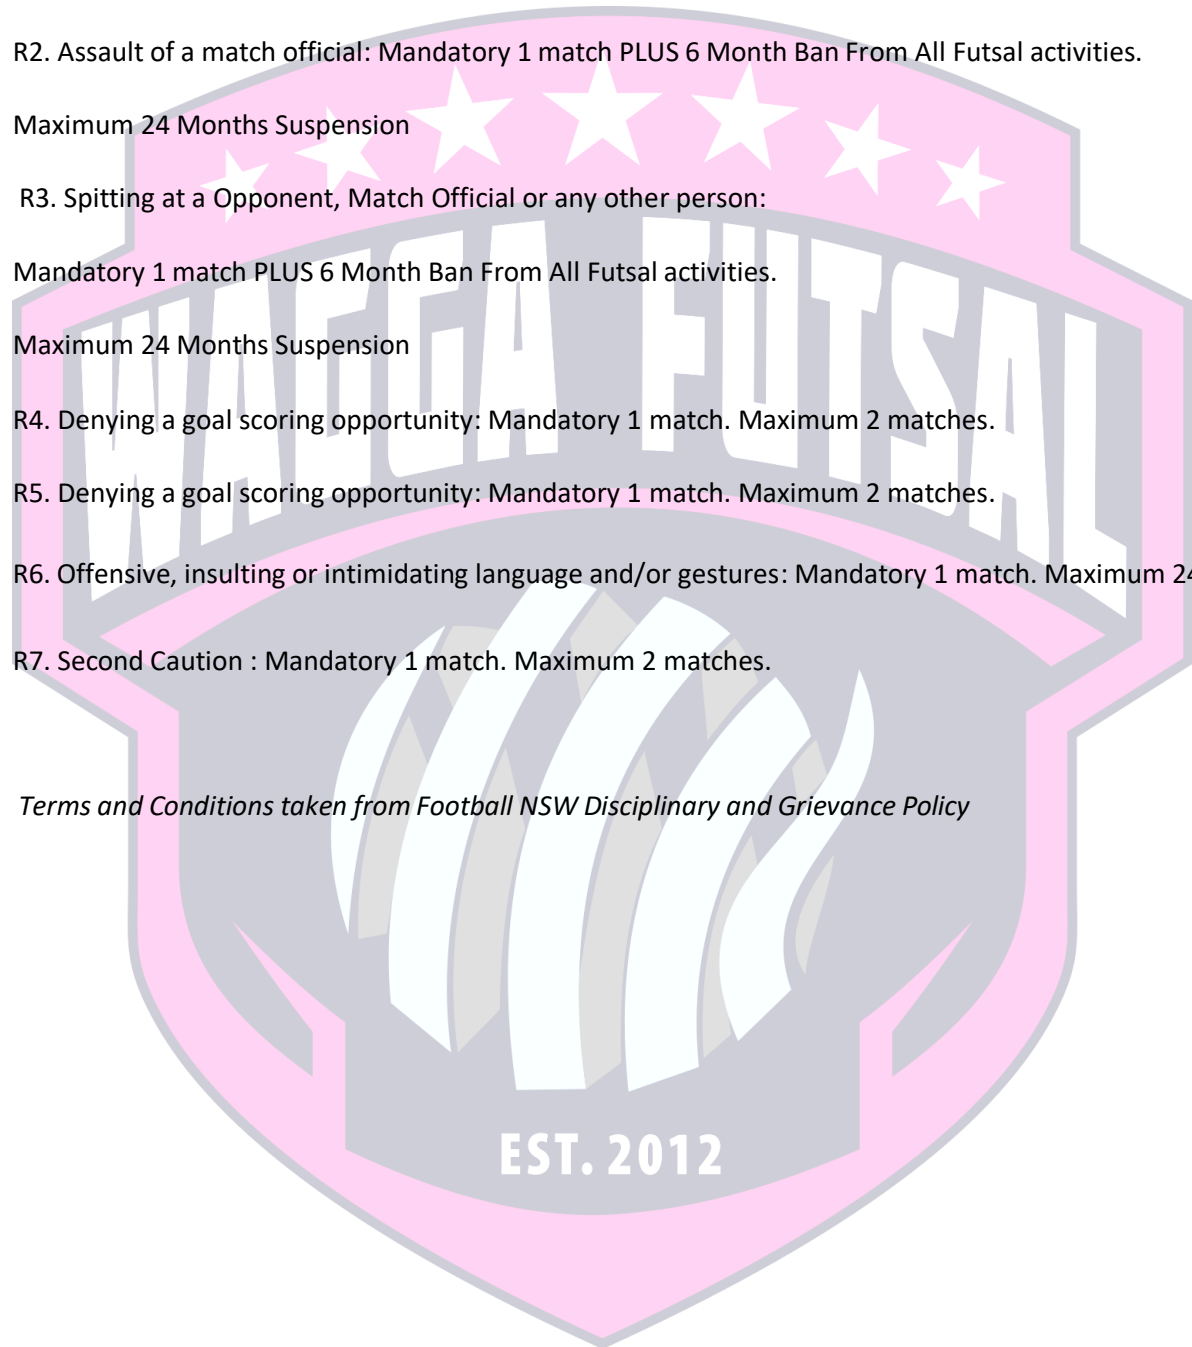 R2. Assault of a match official: Mandatory 1 match PLUS 6 Month Ban From All Futsal activities.
Maximum 24 Months Suspension
R3. Spitting at a Opponent, Match Official or any other person:
Mandatory 1 match PLUS 6 Month Ban From All Futsal activities.
Maximum 24 Months Suspension
R4. Denying a goal scoring opportunity: Mandatory 1 match. Maximum 2 matches.
R5. Denying a goal scoring opportunity: Mandatory 1 match. Maximum 2 matches.
R6. Offensive, insulting or intimidating language and/or gestures: Mandatory 1 match. Maximum 24
R7. Second Caution : Mandatory 1 match. Maximum 2 matches.
Terms and Conditions taken from Football NSW Disciplinary and Grievance Policy
WAGGA FUTSAL
EST. 2012